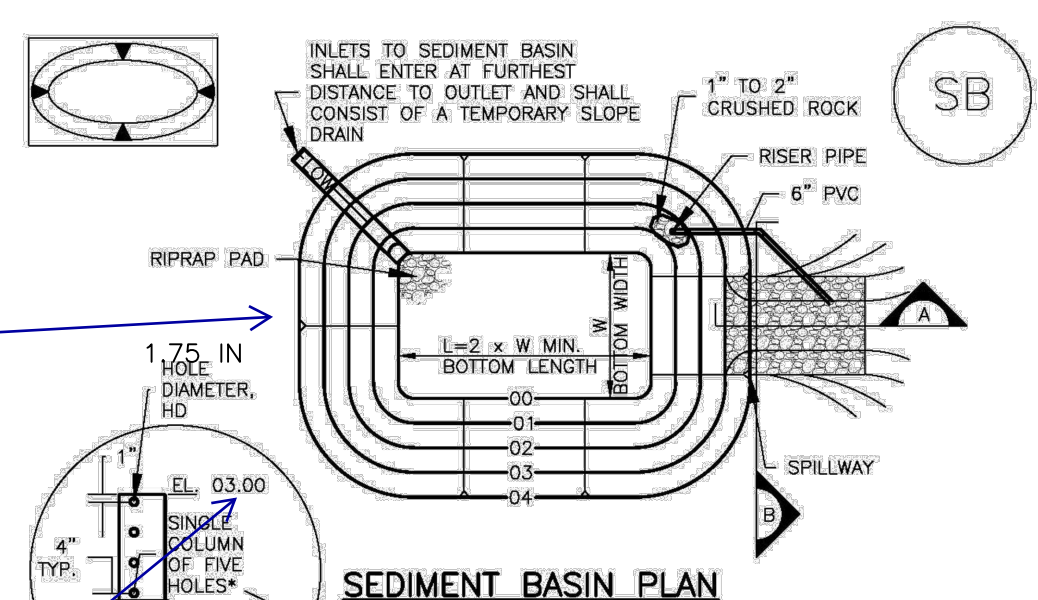 INLETS TO SEDIMENT BASIN
SHALL ENTER AT FURTHEST
DISTANCE TO OUTLET AND SHALL
CONSIST OF A TEMPORARY SLOPE
DRAIN
1" TO 2"
CRUSHED ROCK
SB
RISER PIPE
6" PVC
FLOW
RIPRAP PAD
L=2 x W MIN.
BOTTOM LENGTH
W
BOTTOM WIDTH
A
00
01
02
03
04
SPILLWAY
B
1.75 IN
HOLE
DIAMETER,
HD
1"
EL. 03.00
SINGLE
COLUMN
OF FIVE
HOLES*
4"
TYP.
SEDIMENT BASIN PLAN